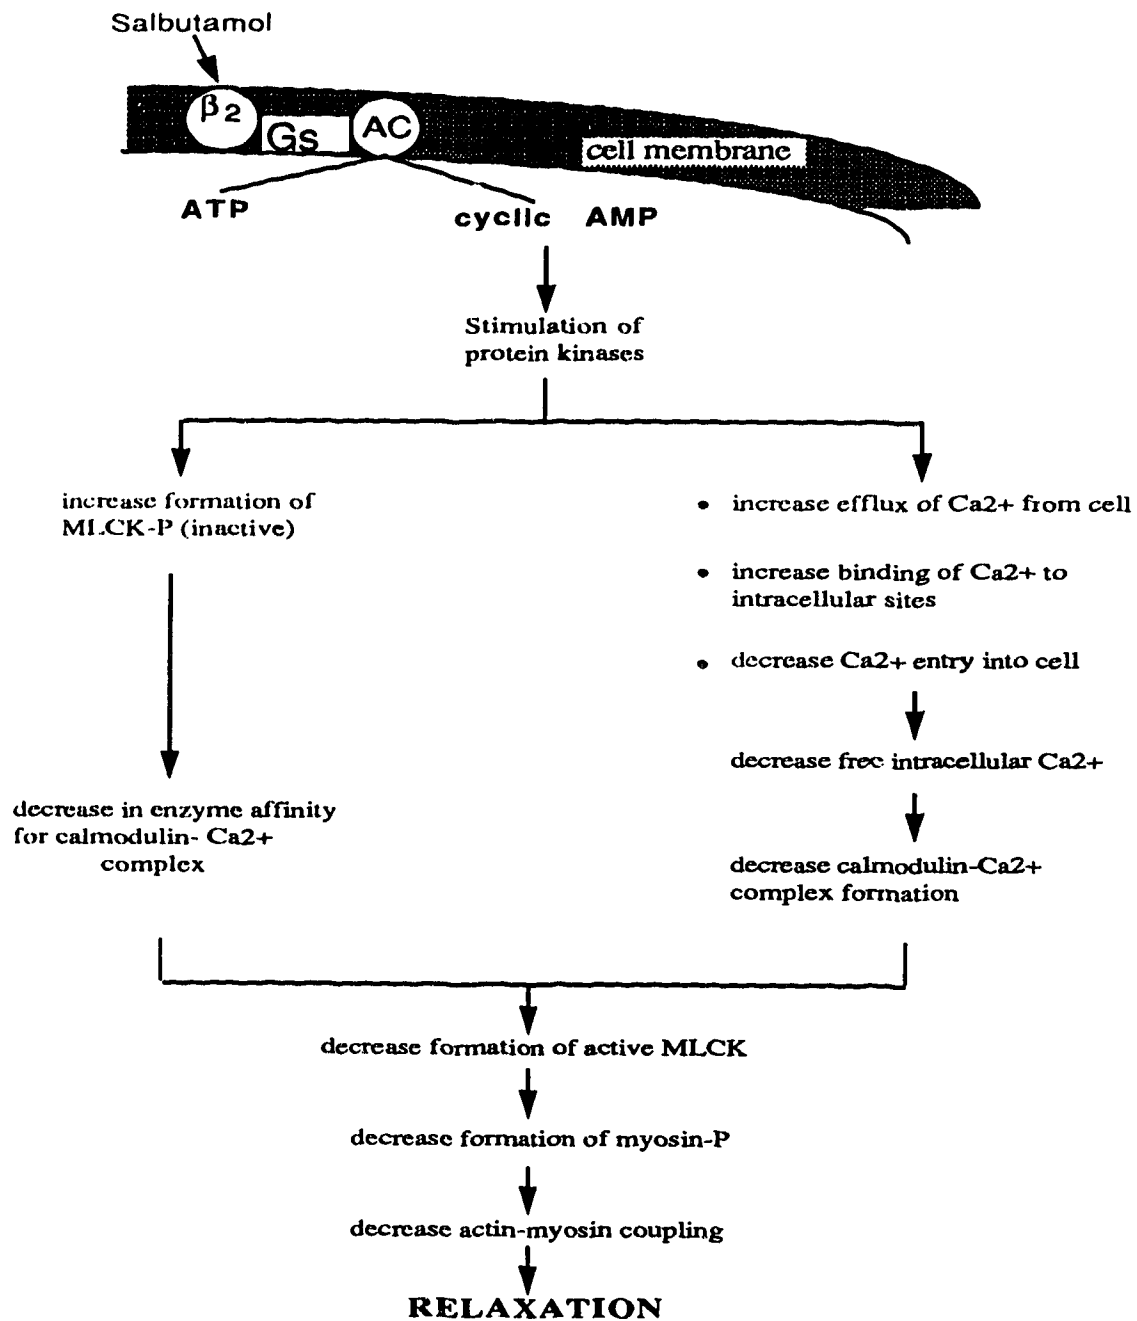 Salbutamol
β2
Gs
AC
cell membrane
ATP
cyclic AMP
Stimulation of
protein kinases
increase formation of
MLCK-P (inactive)
decrease in enzyme affinity
for calmodulin- Ca2+
complex
• increase efflux of Ca2+ from cell
• increase binding of Ca2+ to
intracellular sites
• decrease Ca2+ entry into cell
decrease free intracellular Ca2+
decrease calmodulin-Ca2+
complex formation
decrease formation of active MLCK
decrease formation of myosin-P
decrease actin-myosin coupling
RELAXATION